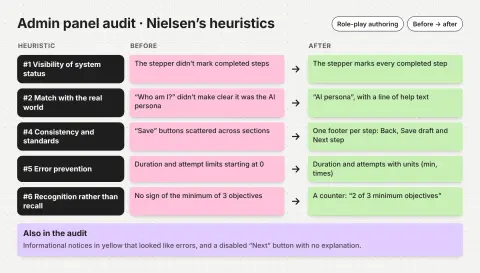 Admin panel audit · Nielsen's heuristics
Role-play authoring
Before → after
HEURISTIC
BEFORE
AFTER
#1 Visibility of system
status
The stepper didn't mark completed steps
→
The stepper marks every completed step
#2 Match with the real
world
“Who am I?” didn't make clear it was the AI
persona
→
“AI persona”, with a line of help text
#4 Consistency and
standards
“Save” buttons scattered across sections
→
One footer per step: Back, Save draft and
Next step
#5 Error prevention
Duration and attempt limits starting at 0
→
Duration and attempts with units (min,
times)
#6 Recognition rather than
recall
No sign of the minimum of 3 objectives
→
A counter: “2 of 3 minimum objectives”
Also in the audit
Informational notices in yellow that looked like errors, and a disabled “Next” button with no explanation.